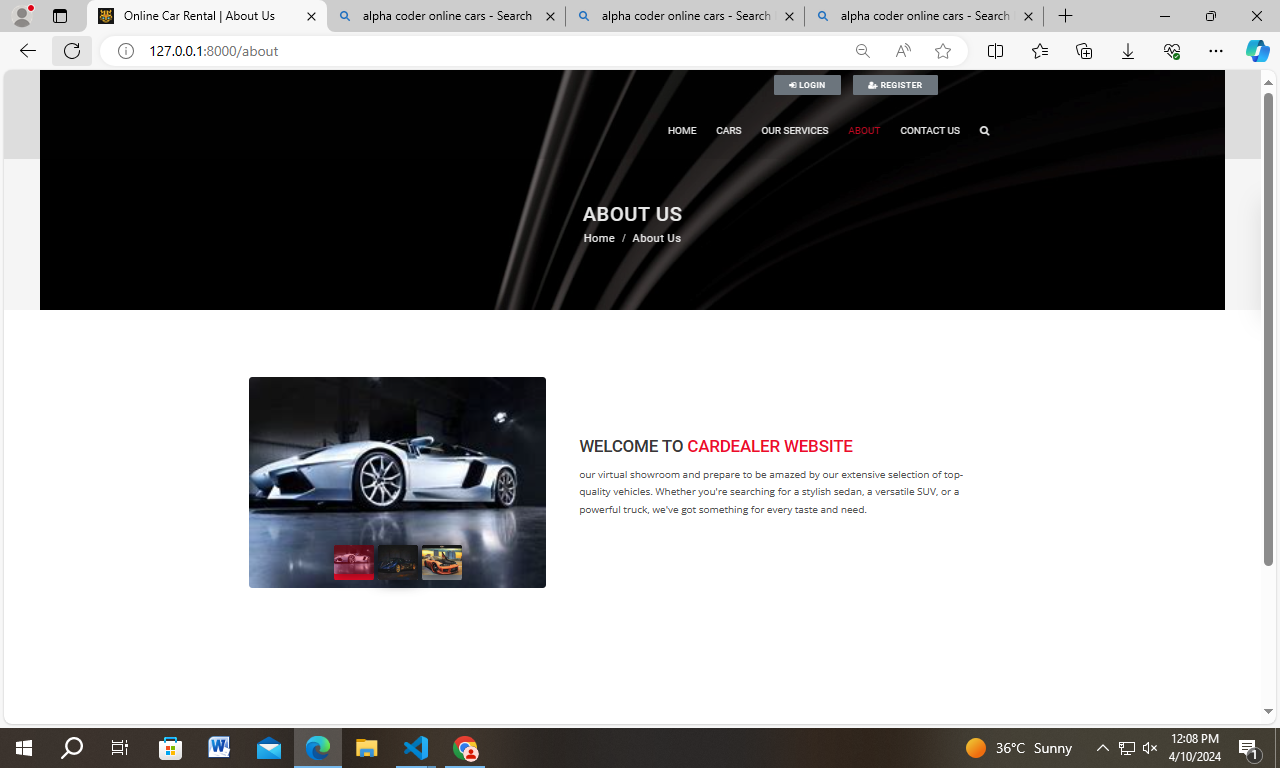 Online Car Rental | About Us
alpha coder online cars - Search
alpha coder online cars - Search
alpha coder online cars - Search
127.0.0.1:8000/about
LOGIN
REGISTER
HOME CARS OUR SERVICES ABOUT CONTACT US
ABOUT US
Home / About Us
WELCOME TO CARDEALER WEBSITE
our virtual showroom and prepare to be amazed by our extensive selection of top-
quality vehicles. Whether you're searching for a stylish sedan, a versatile SUV, or a
powerful truck, we've got something for every taste and need.
36°C Sunny
12:08 PM
4/10/2024
1